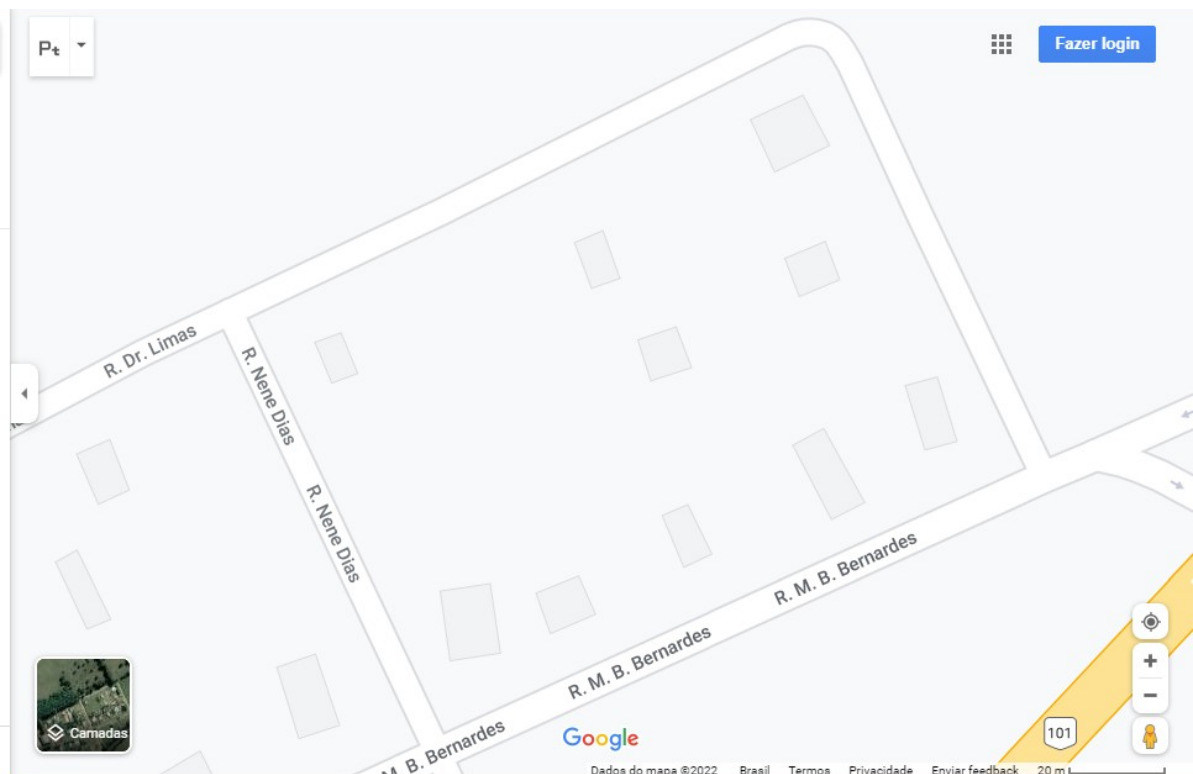 Pt
Fazer login
R. Dr. Limas
R. Nene Dias
R. Nene Dias
R. M. B. Bernardes
R. M. B. Bernardes
B. Bernardes
101
Camadas
Google
Dados do mapa ©2022 Brasil Termos Privacidade Enviar feedback 20 m